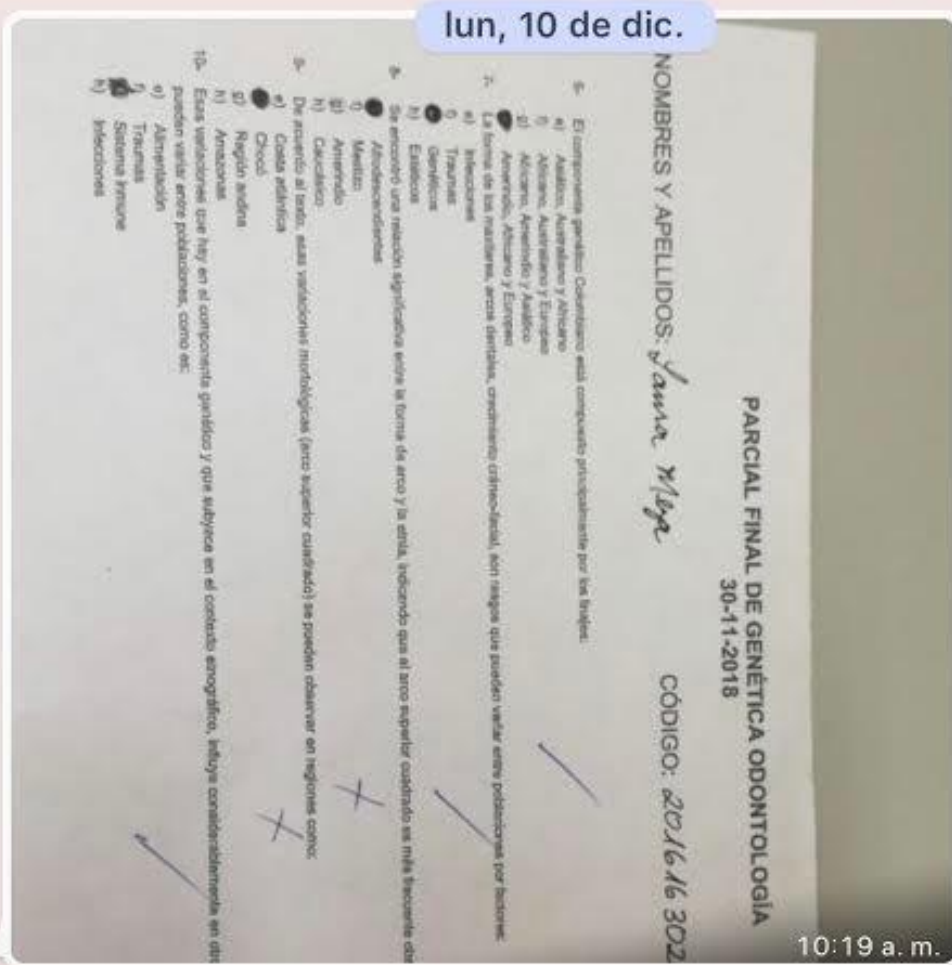 lun, 10 de dic.
PARCIAL FINAL DE GENÉTICA ODONTOLOGÍA
30-11-2018
NOMBRES Y APELLIDOS: Laura Meza CÓDIGO: 201616302
6- El componente genético Colombiano está compuesto principalmente por los linajes:
e) Asiático, Australiano y Africano
f) Africano, Australiano y Europeo
g) Africano, Amerindio y Asiático
Amerindio, Africano y Europeo
7- La forma de los maxilares, arcos dentales, crecimiento cráneo-facial, son rasgos que pueden variar entre poblaciones por factores:
e) Infecciones
f) Traumas
Genéticos
h) Estéticos
8- Se encontró una relación significativa entre la forma de arco y la etnia, indicando que el arco superior cuadrado es más frecuente
Afrodescendientes
f) Mestizo
g) Amerindio
h) Caucásico
9- De acuerdo al texto, esas variaciones morfológicas (arco superior cuadrado) se pueden observar en regiones como:
e) Costa atlántica
Chocó
g) Región andina
h) Amazonas
10- Esas variaciones que hay en el componente genético y que subyace en el contexto etnográfico, influye considerablemente en
pueden variar entre poblaciones, como es:
e) Alimentación
f) Traumas
Sistema Inmune
h) Infecciones
10:19 a. m.